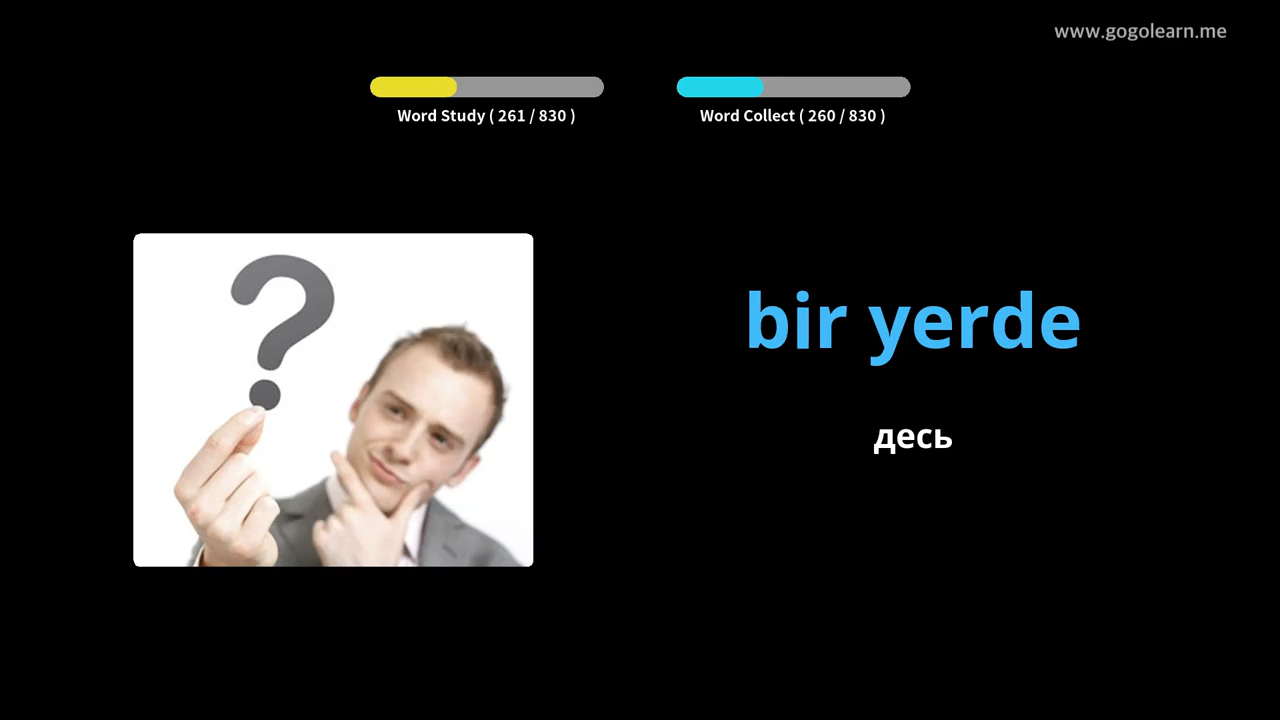 www.gogolearn.me
Word Study ( 261 / 830 )
Word Collect ( 260 / 830 )
bir yerde
десь